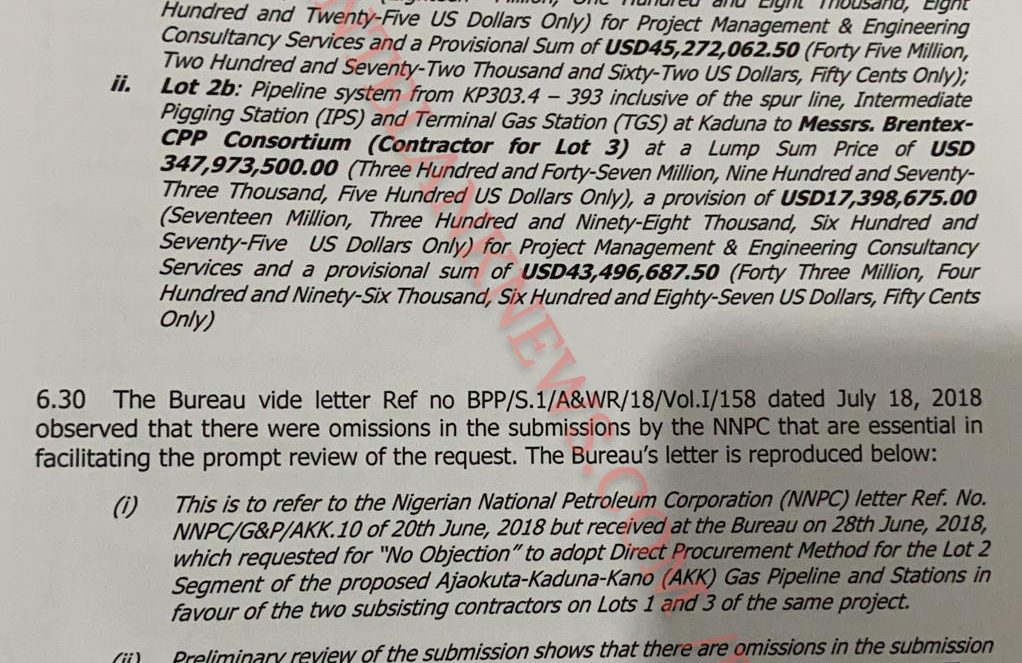 Hundred and Twenty-Five US Dollars Only) for Project Management & Engineering
Consultancy Services and a Provisional Sum of USD45,272,062.50 (Forty Five Million,
Two Hundred and Seventy-Two Thousand and Sixty-Two US Dollars, Fifty Cents Only);
ii. Lot 2b: Pipeline system from KP303.4 – 393 inclusive of the spur line, Intermediate
Pigging Station (IPS) and Terminal Gas Station (TGS) at Kaduna to Messrs. Brentex-
CPP Consortium (Contractor for Lot 3) at a Lump Sum Price of USD
347,973,500.00 (Three Hundred and Forty-Seven Million, Nine Hundred and Seventy-
Three Thousand, Five Hundred US Dollars Only), a provision of USD17,398,675.00
(Seventeen Million, Three Hundred and Ninety-Eight Thousand, Six Hundred and
Seventy-Five US Dollars Only) for Project Management & Engineering Consultancy
Services and a provisional sum of USD43,496,687.50 (Forty Three Million, Four
Hundred and Ninety-Six Thousand, Six Hundred and Eighty-Seven US Dollars, Fifty Cents
Only)
6.30 The Bureau vide letter Ref no BPP/S.1/A&WR/18/Vol.I/158 dated July 18, 2018
observed that there were omissions in the submissions by the NNPC that are essential in
facilitating the prompt review of the request. The Bureau's letter is reproduced below:
(i) This is to refer to the Nigerian National Petroleum Corporation (NNPC) letter Ref. No.
NNPC/G&P/AKK.10 of 20th June, 2018 but received at the Bureau on 28th June, 2018,
which requested for "No Objection" to adopt Direct Procurement Method for the Lot 2
Segment of the proposed Ajaokuta-Kaduna-Kano (AKK) Gas Pipeline and Stations in
favour of the two subsisting contractors on Lots 1 and 3 of the same project.
(ii) Preliminary review of the submission shows that there are omissions in the submission